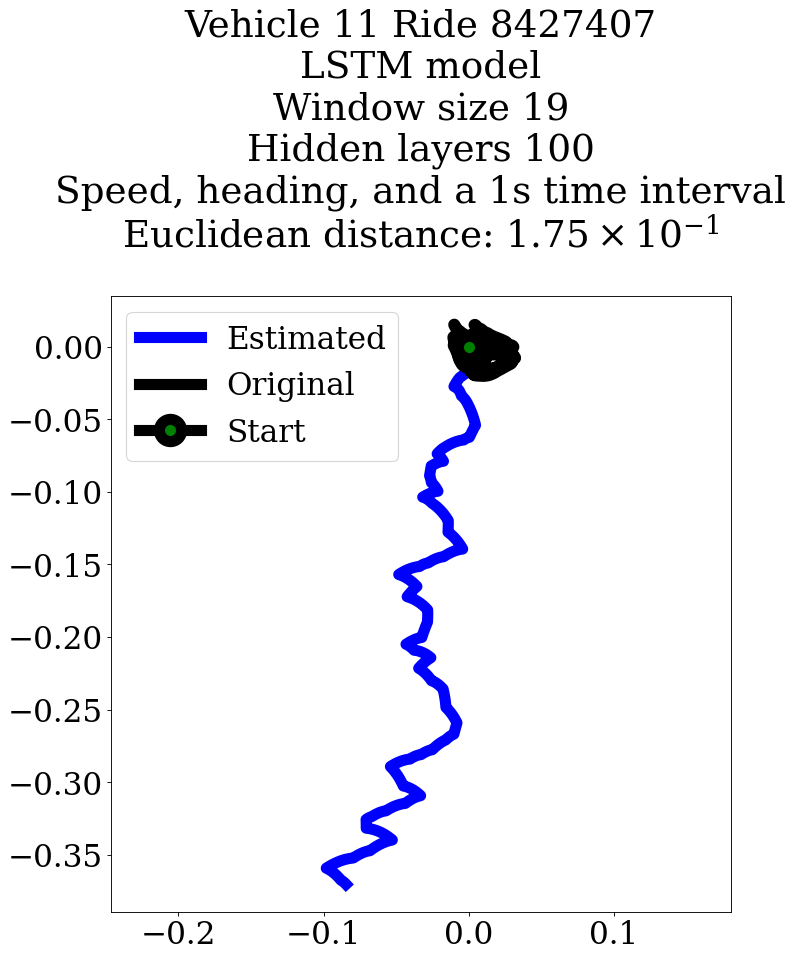 Vehicle 11 Ride 8427407
LSTM model
Window size 19
Hidden layers 100
Speed, heading, and a 1s time interval
Euclidean distance: 1.75 × 10⁻¹
Estimated
Original
Start
0.00
−0.05
−0.10
−0.15
−0.20
−0.25
−0.30
−0.35
−0.2 −0.1 0.0 0.1